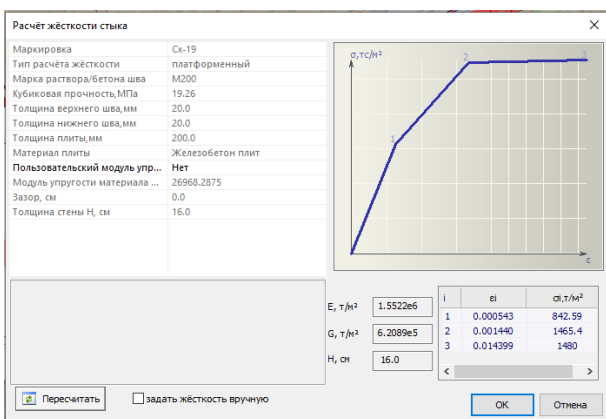 Расчёт жёсткости стыка
Маркировка Сх-19
Тип расчёта жёсткости платформенный
Марка раствора/бетона шва М200
Кубиковая прочность,МПа 19.26
Толщина верхнего шва,мм 20.0
Толщина нижнего шва,мм 20.0
Толщина плиты,мм 200.0
Материал плиты Железобетон плит
Пользовательский модуль упр... Нет
Модуль упругости материала ... 26968.2875
Зазор, см 0.0
Толщина стены H, см 16.0
σ,тс/м²
1
2
3
ε
E, т/м² 1.5522e6
G, т/м² 6.2089e5
H, см 16.0
i εi σi,т/м²
1 0.000543 842.59
2 0.001440 1465.4
3 0.014399 1480
Пересчитать
задать жёсткость вручную
ОК
Отмена